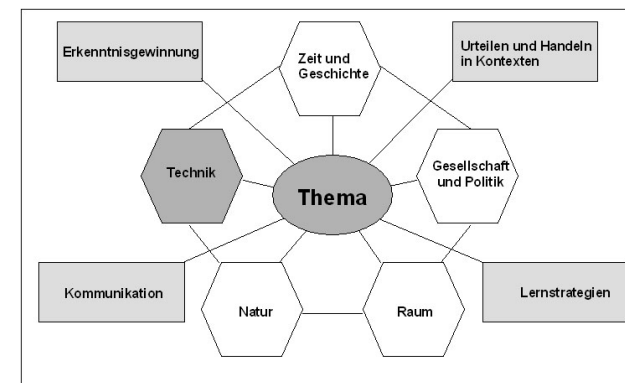 Erkenntnisgewinnung
Zeit und
Geschichte
Urteilen und Handeln
in Kontexten
Technik
Thema
Gesellschaft
und Politik
Kommunikation
Natur
Raum
Lernstrategien